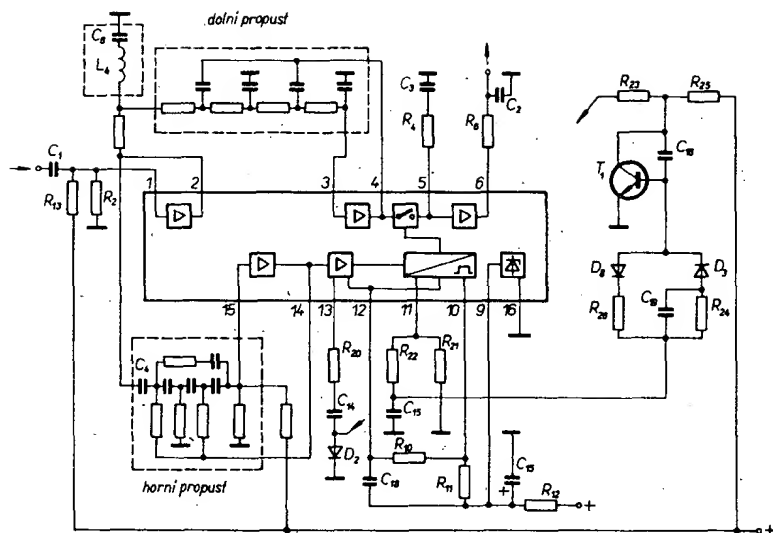 dolní propust
C6
L4
C3
R4
C2
R6
R23
R25
C16
T1
C1
R13
R2
1
2
3
4
5
6
15
14
13
12
11
10
9
16
D8
D3
C19
R26
R24
C4
horní propust
R20
C14
D2
R22
R21
C15
R10
C18
R11
+
C15
R12
+
+